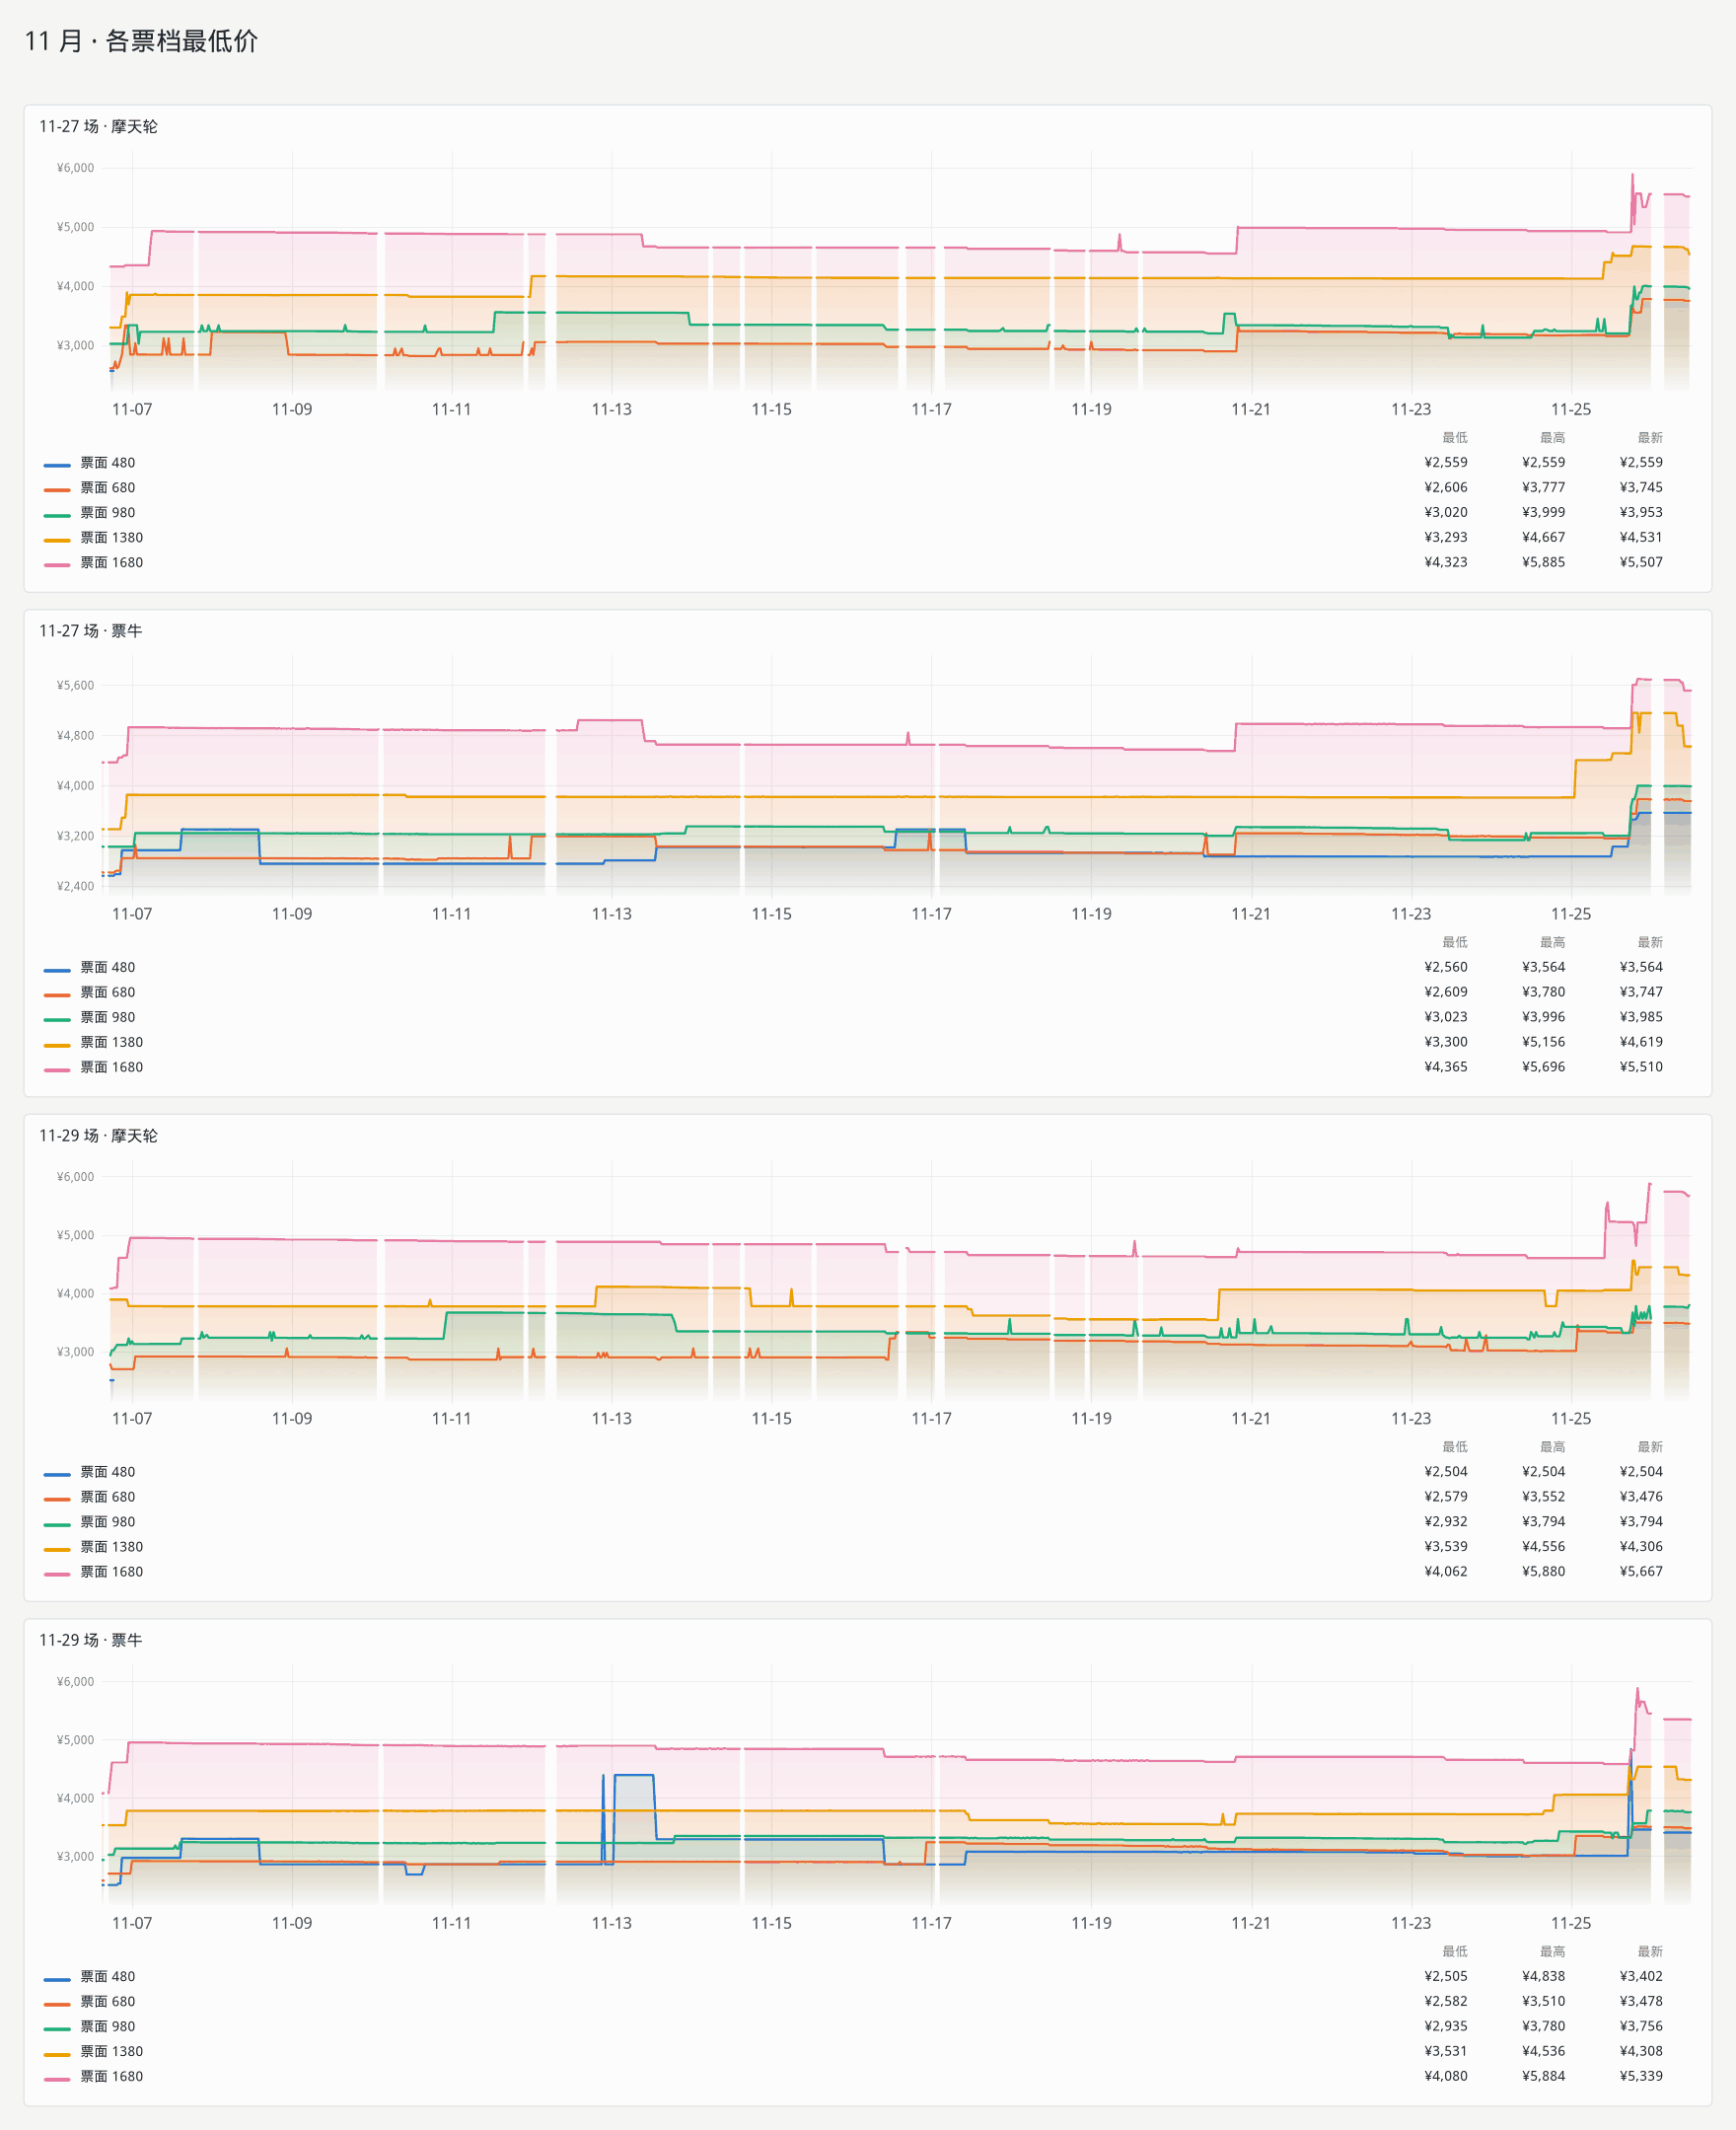 11 月 · 各票档最低价
11-27 场 · 摩天轮
¥6,000
¥5,000
¥4,000
¥3,000
11-07 11-09 11-11 11-13 11-15 11-17 11-19 11-21 11-23 11-25
最低 最高 最新
票面 480 ¥2,559 ¥2,559 ¥2,559
票面 680 ¥2,606 ¥3,777 ¥3,745
票面 980 ¥3,020 ¥3,999 ¥3,953
票面 1380 ¥3,293 ¥4,667 ¥4,531
票面 1680 ¥4,323 ¥5,885 ¥5,507
11-27 场 · 票牛
¥5,600
¥4,800
¥4,000
¥3,200
¥2,400
11-07 11-09 11-11 11-13 11-15 11-17 11-19 11-21 11-23 11-25
最低 最高 最新
票面 480 ¥2,560 ¥3,564 ¥3,564
票面 680 ¥2,609 ¥3,780 ¥3,747
票面 980 ¥3,023 ¥3,996 ¥3,985
票面 1380 ¥3,300 ¥5,156 ¥4,619
票面 1680 ¥4,365 ¥5,696 ¥5,510
11-29 场 · 摩天轮
¥6,000
¥5,000
¥4,000
¥3,000
11-07 11-09 11-11 11-13 11-15 11-17 11-19 11-21 11-23 11-25
最低 最高 最新
票面 480 ¥2,504 ¥2,504 ¥2,504
票面 680 ¥2,579 ¥3,552 ¥3,476
票面 980 ¥2,932 ¥3,794 ¥3,794
票面 1380 ¥3,539 ¥4,556 ¥4,306
票面 1680 ¥4,062 ¥5,880 ¥5,667
11-29 场 · 票牛
¥6,000
¥5,000
¥4,000
¥3,000
11-07 11-09 11-11 11-13 11-15 11-17 11-19 11-21 11-23 11-25
最低 最高 最新
票面 480 ¥2,505 ¥4,838 ¥3,402
票面 680 ¥2,582 ¥3,510 ¥3,478
票面 980 ¥2,935 ¥3,780 ¥3,756
票面 1380 ¥3,531 ¥4,536 ¥4,308
票面 1680 ¥4,080 ¥5,884 ¥5,339